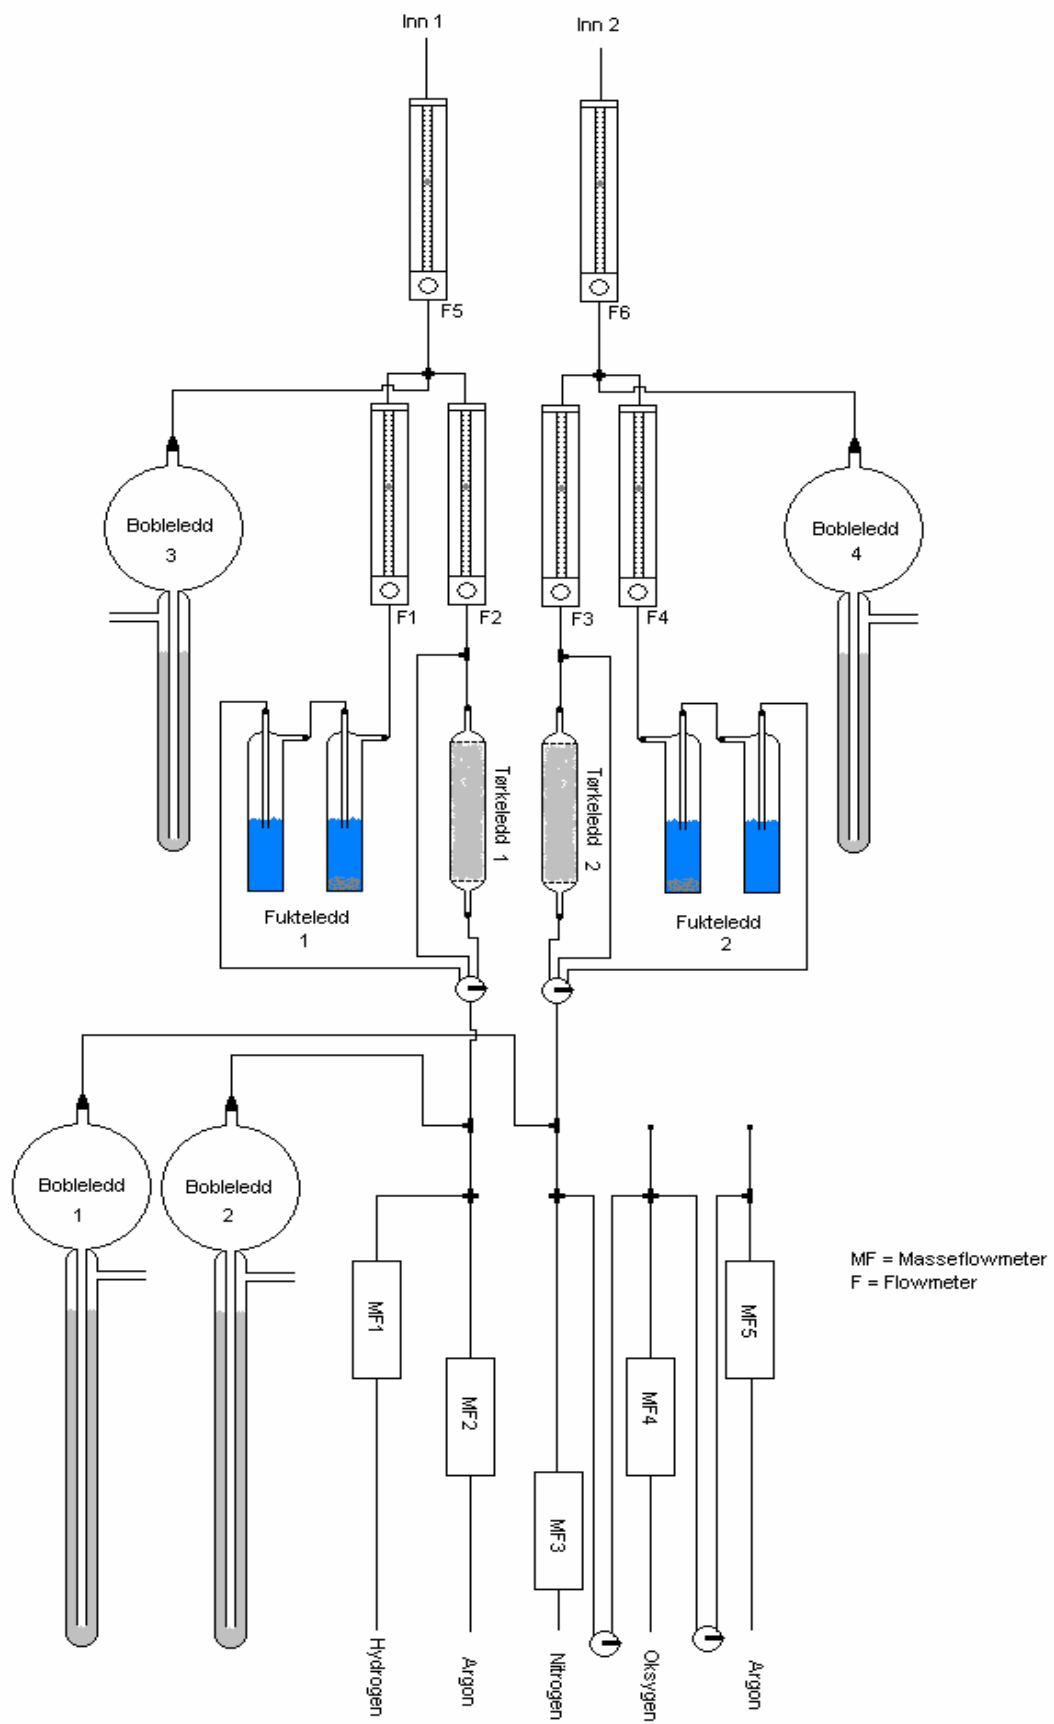 Inn 1
Inn 2
F5
F6
Bobleledd
3
Bobleledd
4
F1
F2
F3
F4
Tørkeledd 1
Tørkeledd 2
Fukteledd
1
Fukteledd
2
Bobleledd
1
Bobleledd
2
MF = Masseflowmeter
F = Flowmeter
MF1
MF2
MF3
MF4
MF5
Hydrogen
Argon
Nitrogen
Oksygen
Argon